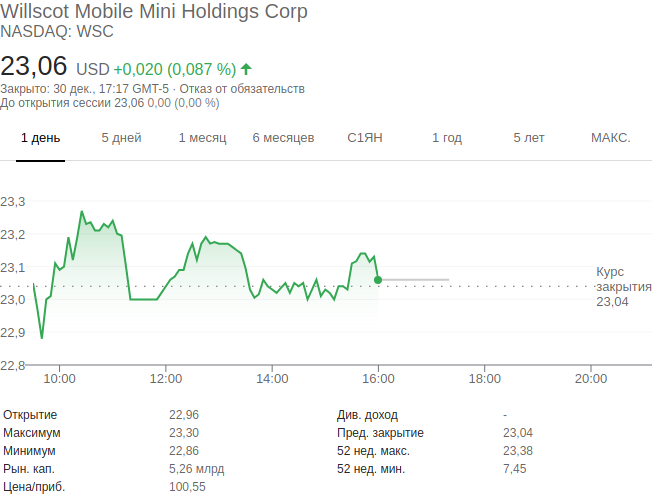 Willscot Mobile Mini Holdings Corp
NASDAQ: WSC
23,06 USD +0,020 (0,087 %)
Закрыто: 30 дек., 17:17 GMT-5 · Отказ от обязательств
До открытия сессии 23,06 0,00 (0,00 %)
1 день 5 дней 1 месяц 6 месяцев С1ЯН 1 год 5 лет МАКС.
23,3
23,2
23,1
23,0
22,9
22,8
Курс
закрытия
23,04
10:00 12:00 14:00 16:00 18:00 20:00
Открытие 22,96 Див. доход -
Максимум 23,30 Пред. закрытие 23,04
Минимум 22,86 52 нед. макс. 23,38
Рын. кап. 5,26 млрд 52 нед. мин. 7,45
Цена/приб. 100,55